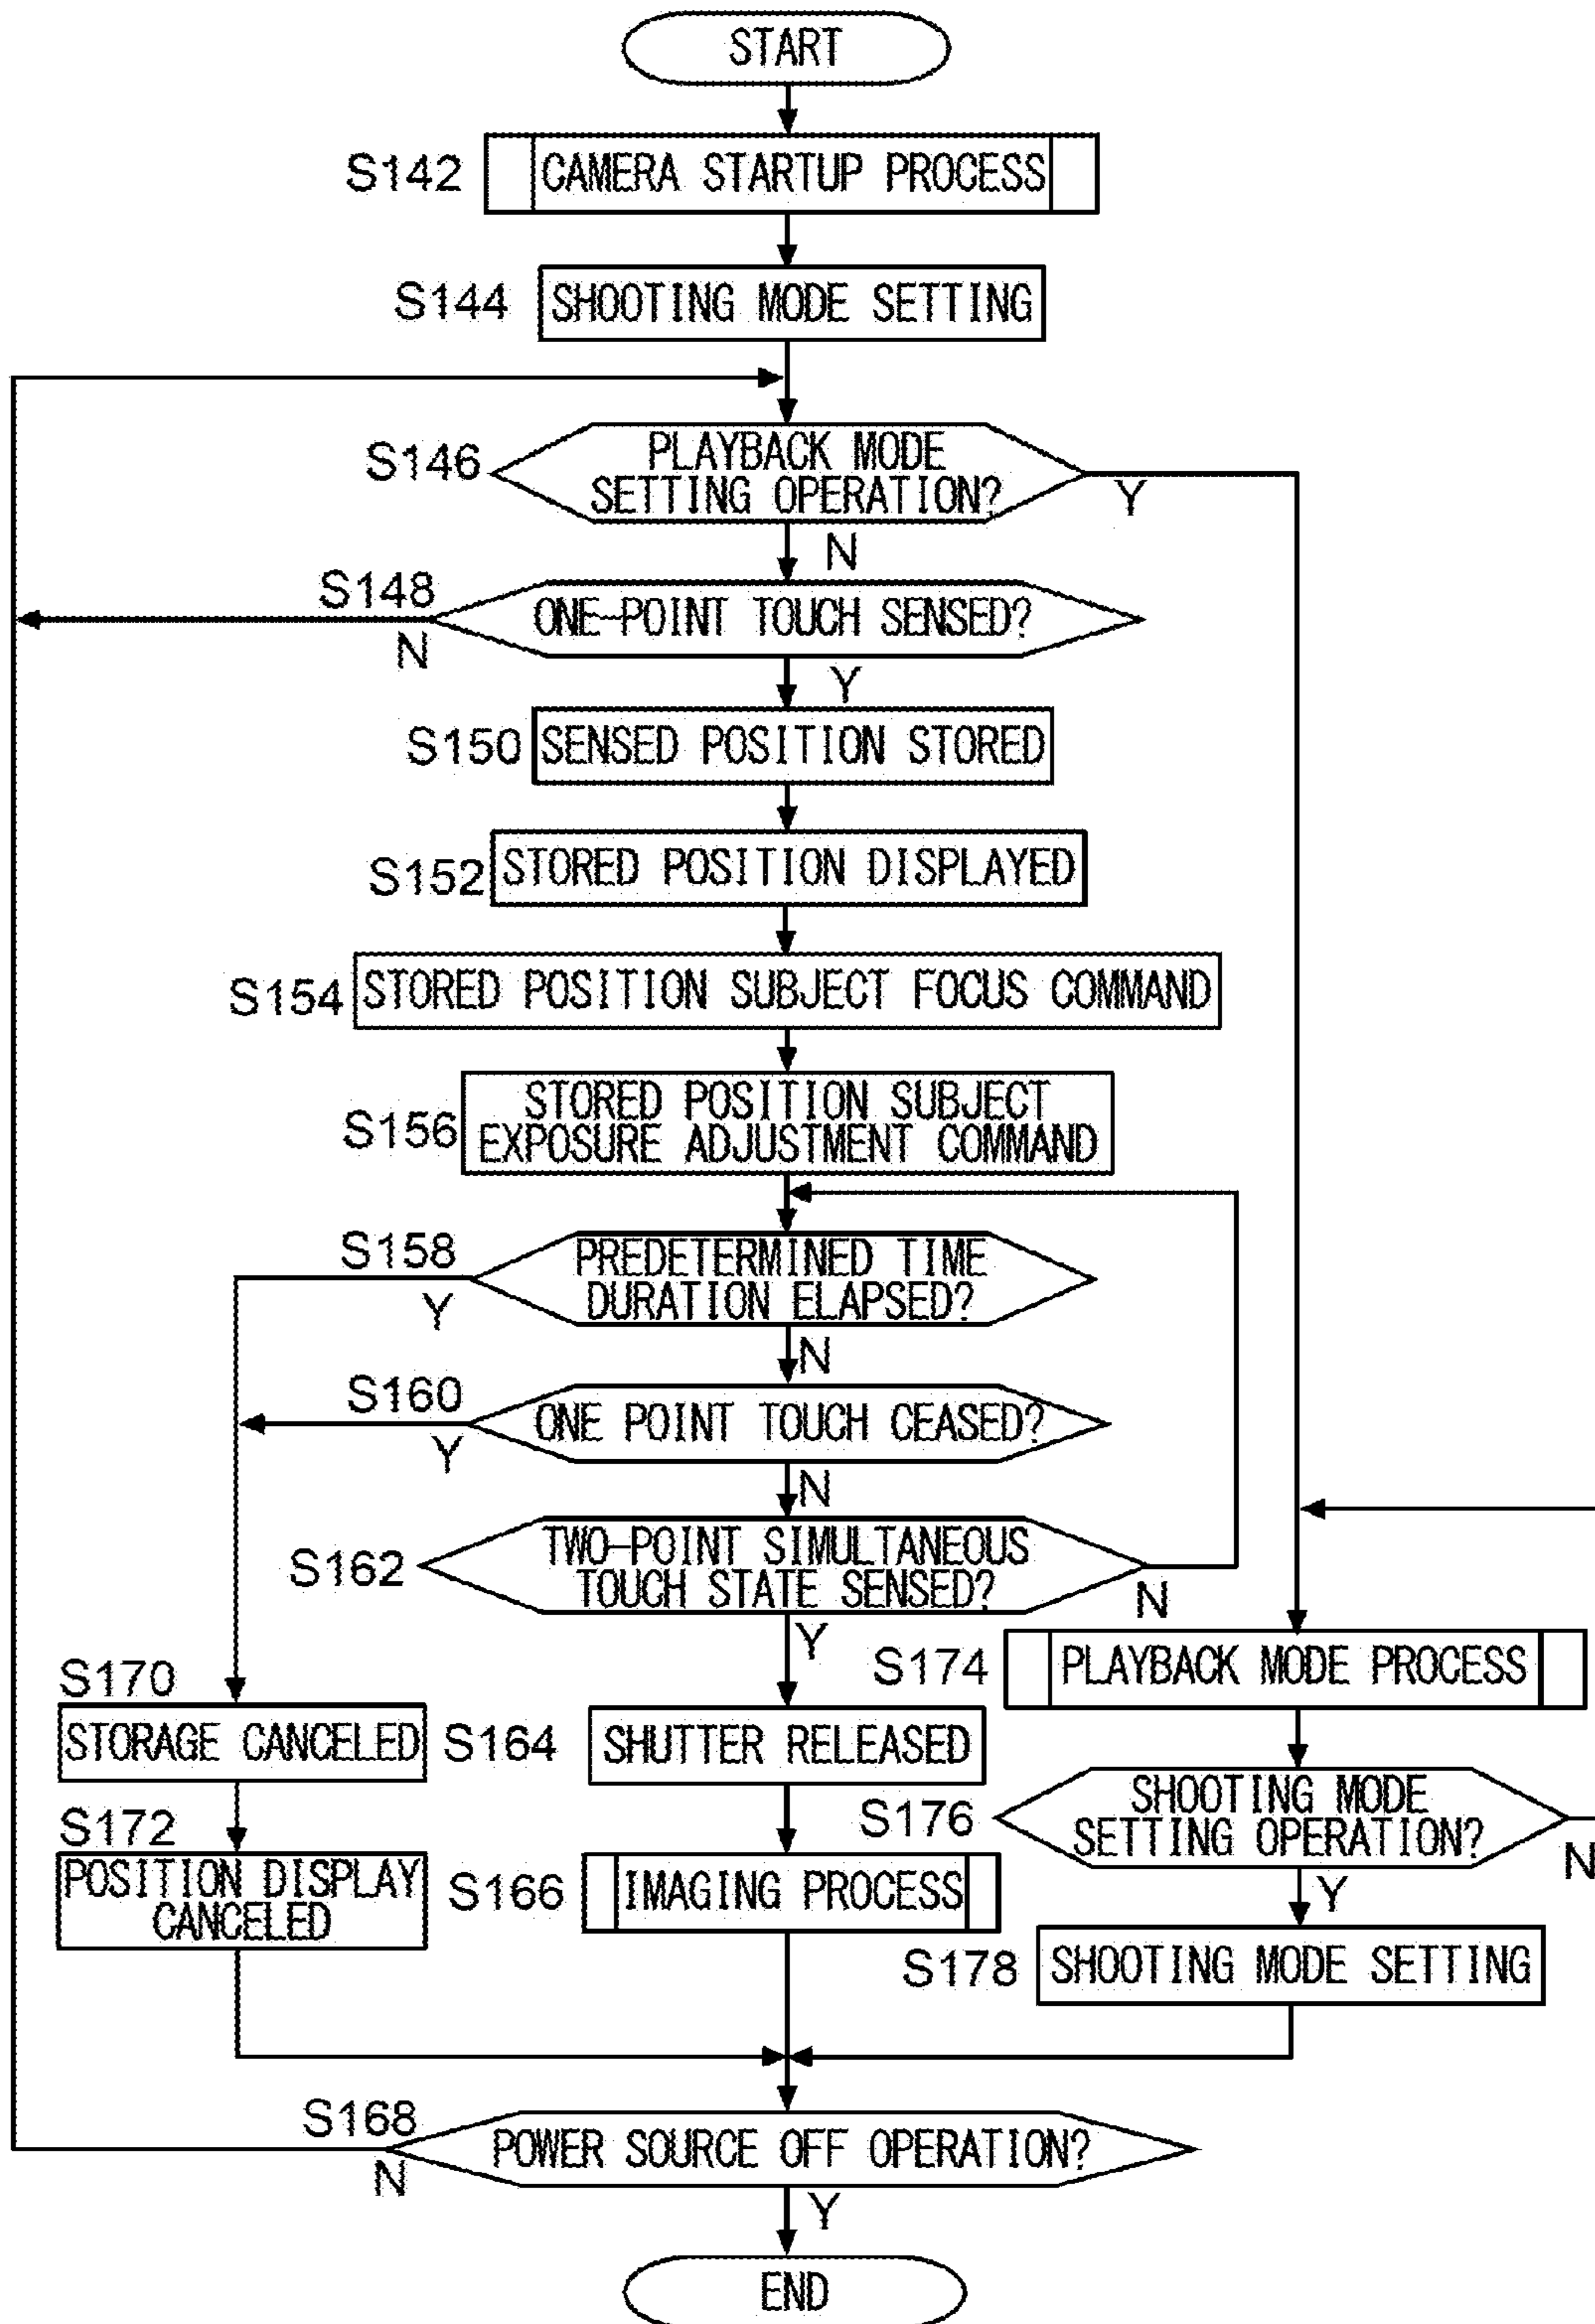 START
S142 CAMERA STARTUP PROCESS
S144 SHOOTING MODE SETTING
S146 PLAYBACK MODE
SETTING OPERATION?
Y
N
S148 ONE-POINT TOUCH SENSED?
N
Y
S150 SENSED POSITION STORED
S152 STORED POSITION DISPLAYED
S154 STORED POSITION SUBJECT FOCUS COMMAND
S156 STORED POSITION SUBJECT
EXPOSURE ADJUSTMENT COMMAND
S158 PREDETERMINED TIME
DURATION ELAPSED?
Y
N
S160 ONE POINT TOUCH CEASED?
Y
N
S162 TWO-POINT SIMULTANEOUS
TOUCH STATE SENSED?
N
Y
S170
STORAGE CANCELED
S172
POSITION DISPLAY
CANCELED
S164 SHUTTER RELEASED
S166 IMAGING PROCESS
S174 PLAYBACK MODE PROCESS
S176 SHOOTING MODE
SETTING OPERATION?
N
Y
S178 SHOOTING MODE SETTING
S168 POWER SOURCE OFF OPERATION?
N
Y
END